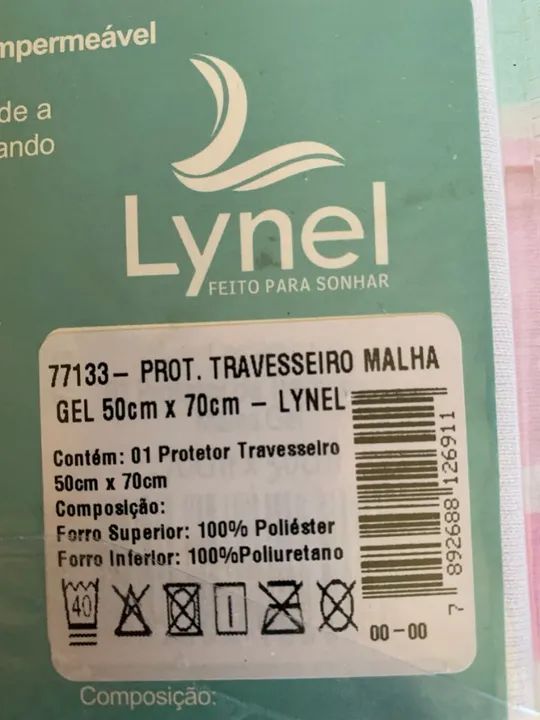 mpermeável
de a
ando
Lynel
FEITO PARA SONHAR
77133- PROT. TRAVESSEIRO MALHA
GEL 50cm x 70cm - LYNEL
Contém: 01 Protetor Travesseiro
50cm x 70cm
Composição:
Forro Superior: 100% Poliéster
Forro Inferior: 100%Poliuretano
40
7 892688 126911
00-00
Composição: